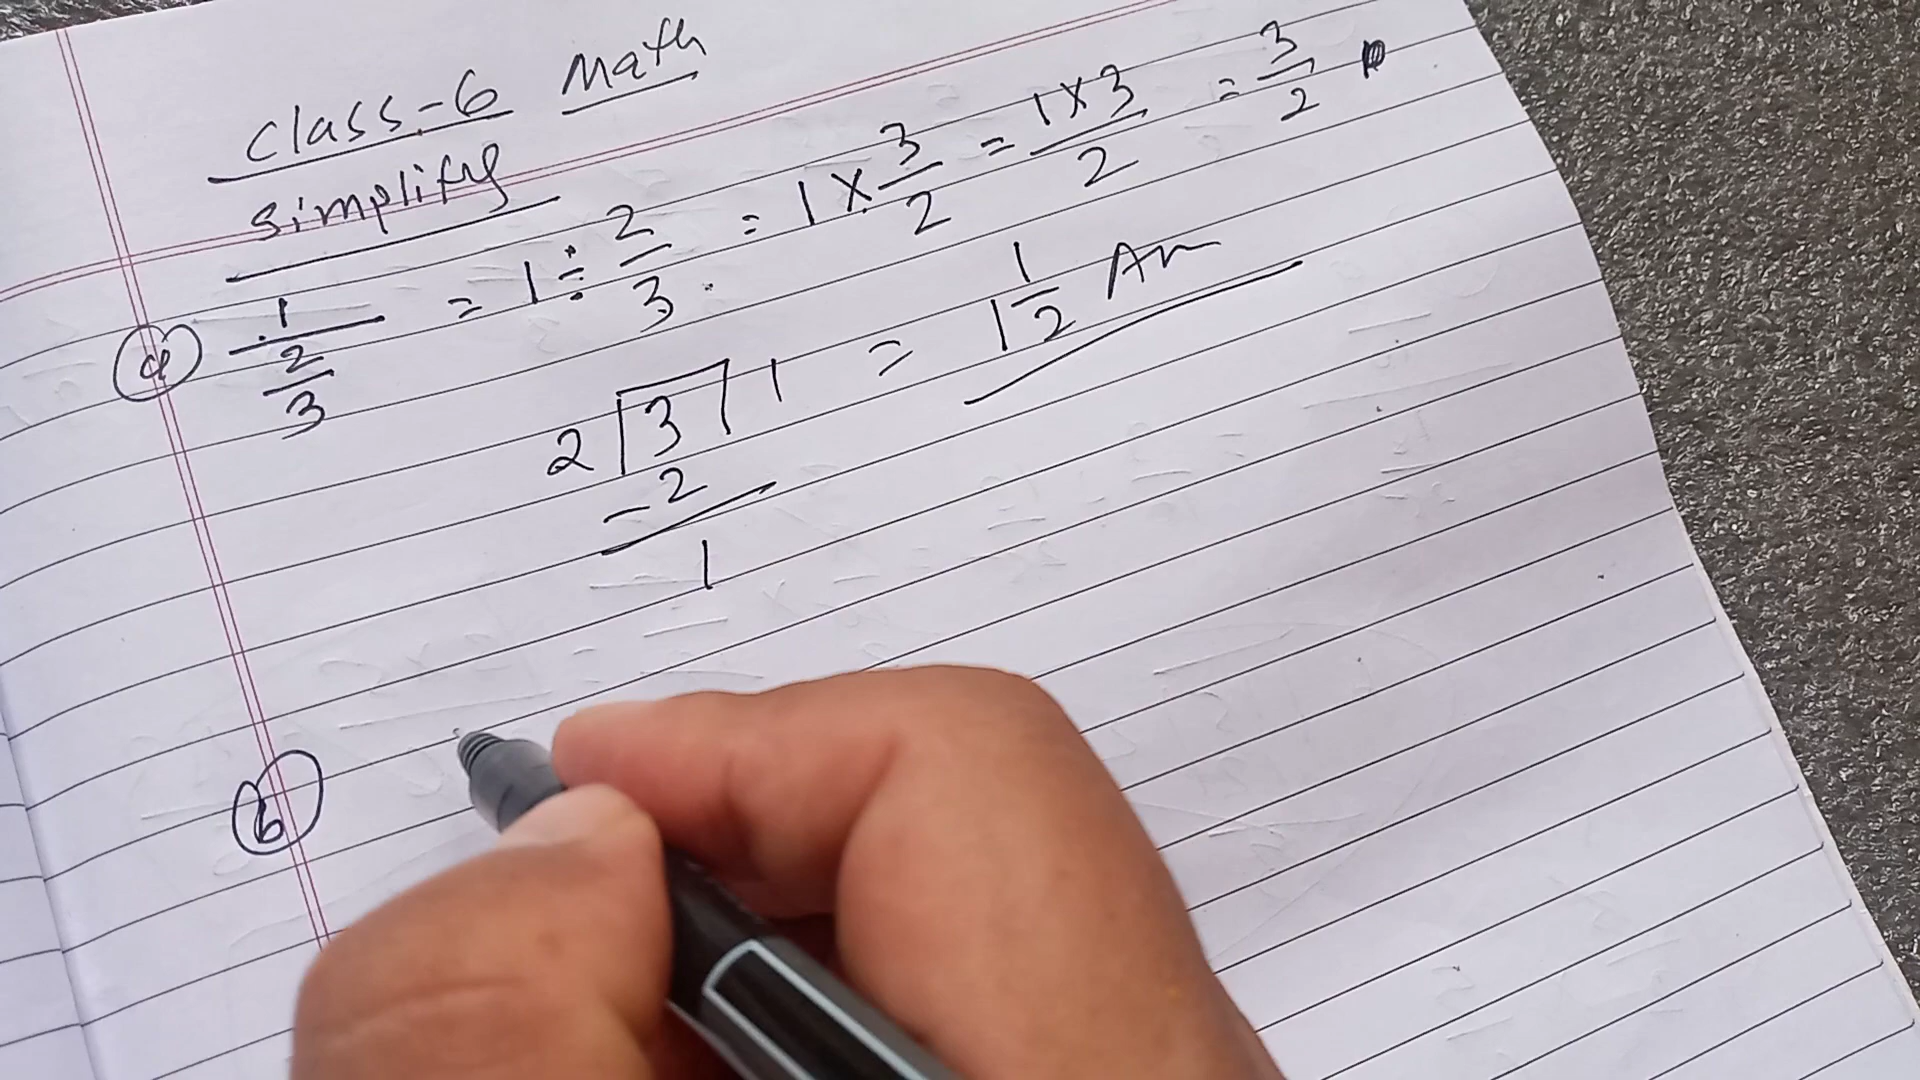 class-6 Math
simplify
(a) 1/(2/3) = 1 ÷ 2/3 = 1 × 3/2 = 1×3/2 = 3/2
2 | 3 | 1 = 1 1/2 An
- 2
1
(b)